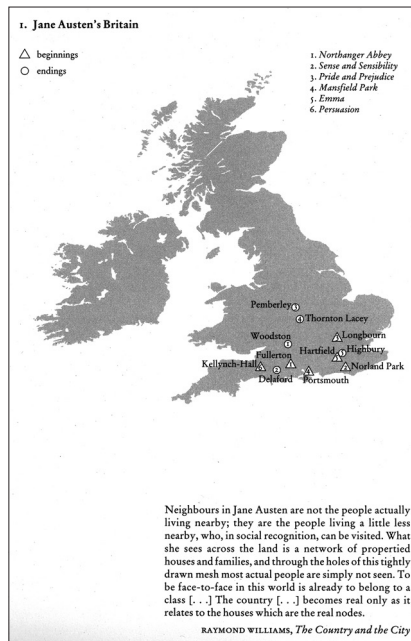 1. Jane Austen's Britain
beginnings
endings
1. Northanger Abbey
2. Sense and Sensibility
3. Pride and Prejudice
4. Mansfield Park
5. Emma
6. Persuasion
Pemberley
3
4
Thornton Lacey
Longbourn
Woodston
1
Hartfield
Highbury
Fullerton
Kellynch-Hall
Norland Park
2
Delaford
Portsmouth
Neighbours in Jane Austen are not the people actually
living nearby; they are the people living a little less
nearby, who, in social recognition, can be visited. What
she sees across the land is a network of propertied
houses and families, and through the holes of this tightly
drawn mesh most actual people are simply not seen. To
be face-to-face in this world is already to belong to a
class [. . .] The country [. . .] becomes real only as it
relates to the houses which are the real nodes.
RAYMOND WILLIAMS, The Country and the City